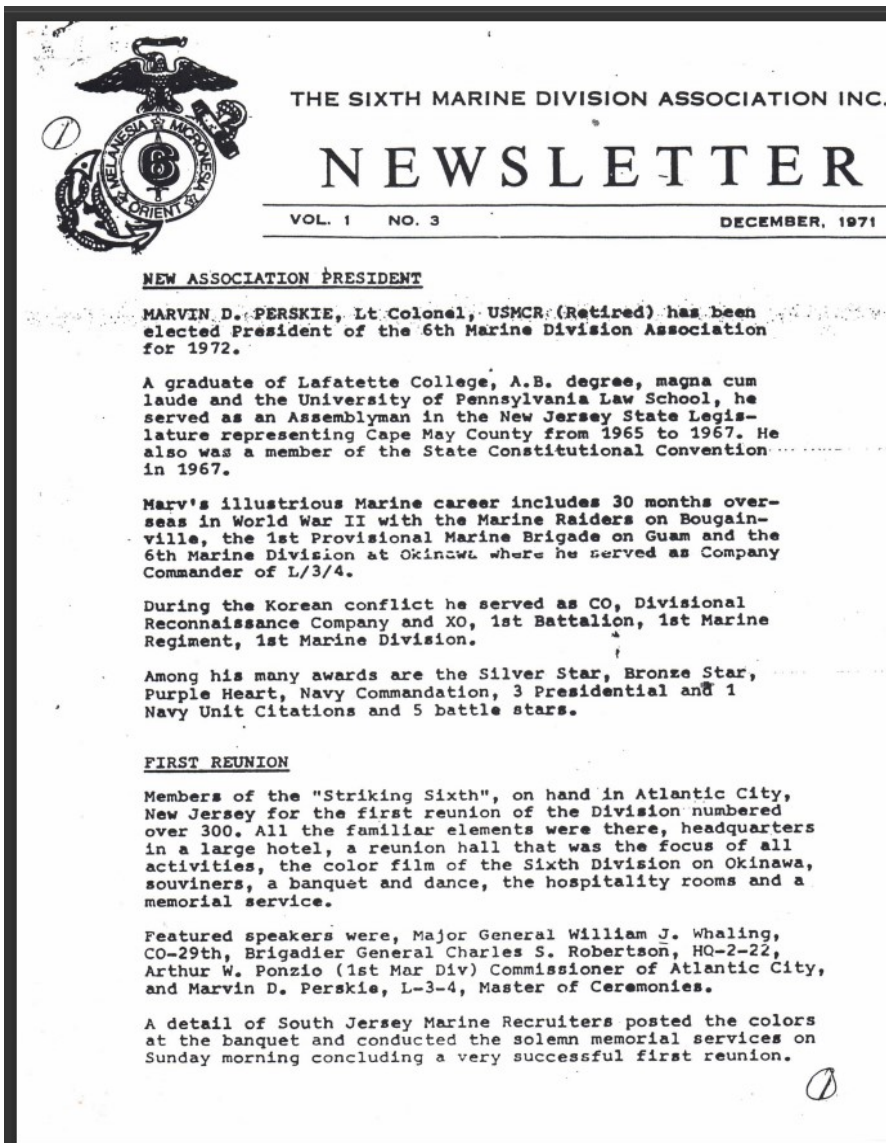 THE SIXTH MARINE DIVISION ASSOCIATION INC.
MELANESIA MICRONESIA
6
ORIENT
1
NEWSLETTER
VOL. 1 NO. 3 DECEMBER, 1971
NEW ASSOCIATION PRESIDENT
MARVIN D. PERSKIE, Lt Colonel, USMCR (Retired) has been
elected President of the 6th Marine Division Association
for 1972.
A graduate of Lafatette College, A.B. degree, magna cum
laude and the University of Pennsylvania Law School, he
served as an Assemblyman in the New Jersey State Legis-
lature representing Cape May County from 1965 to 1967. He
also was a member of the State Constitutional Convention
in 1967.
Marv's illustrious Marine career includes 30 months over-
seas in World War II with the Marine Raiders on Bougain-
ville, the 1st Provisional Marine Brigade on Guam and the
6th Marine Division at Okinawa where he served as Company
Commander of L/3/4.
During the Korean conflict he served as CO, Divisional
Reconnaissance Company and XO, 1st Battalion, 1st Marine
Regiment, 1st Marine Division.
Among his many awards are the Silver Star, Bronze Star,
Purple Heart, Navy Commandation, 3 Presidential and 1
Navy Unit Citations and 5 battle stars.
FIRST REUNION
Members of the "Striking Sixth", on hand in Atlantic City,
New Jersey for the first reunion of the Division numbered
over 300. All the familiar elements were there, headquarters
in a large hotel, a reunion hall that was the focus of all
activities, the color film of the Sixth Division on Okinawa,
souviners, a banquet and dance, the hospitality rooms and a
memorial service.
Featured speakers were, Major General William J. Whaling,
CO-29th, Brigadier General Charles S. Robertson, HQ-2-22,
Arthur W. Ponzio (1st Mar Div) Commissioner of Atlantic City,
and Marvin D. Perskie, L-3-4, Master of Ceremonies.
A detail of South Jersey Marine Recruiters posted the colors
at the banquet and conducted the solemn memorial services on
Sunday morning concluding a very successful first reunion.
1